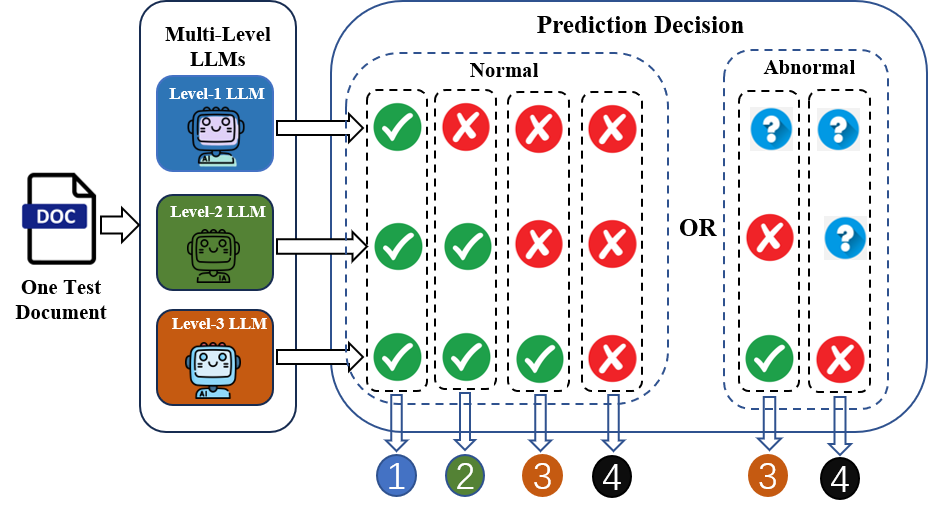 Prediction Decision
Multi-Level
LLMs
Normal
Abnormal
Level-1 LLM
AI
Level-2 LLM
AI
Level-3 LLM
AI
DOC
One Test
Document
OR
? ?
?
1 2 3 4 3 4